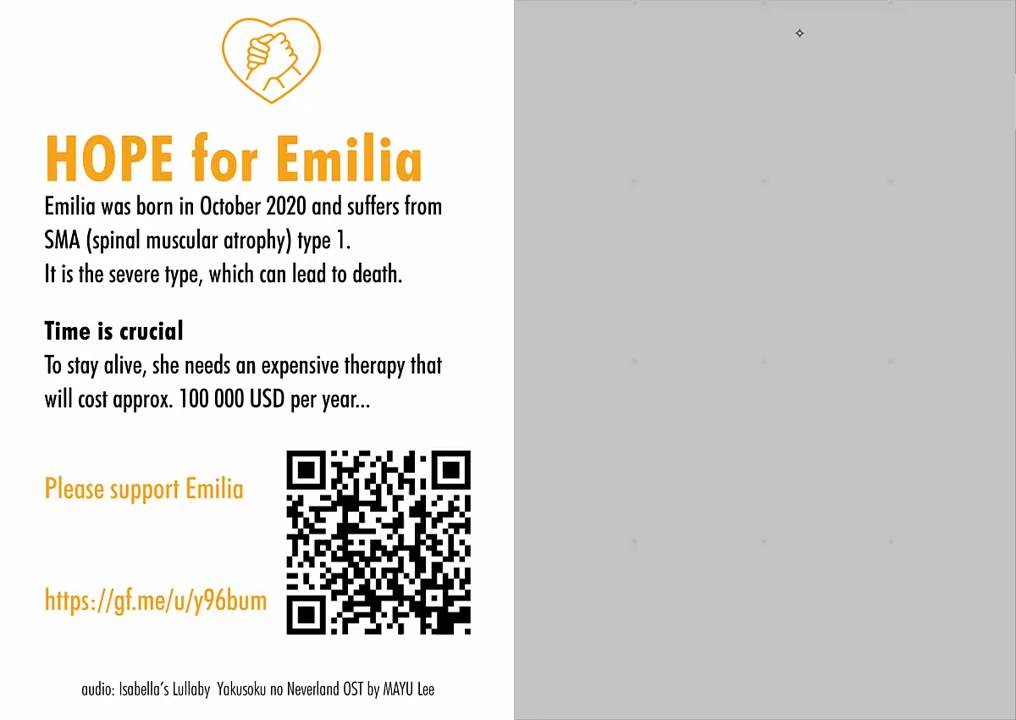 HOPE for Emilia
Emilia was born in October 2020 and suffers from
SMA (spinal muscular atrophy) type 1.
It is the severe type, which can lead to death.
Time is crucial
To stay alive, she needs an expensive therapy that
will cost approx. 100 000 USD per year...
Please support Emilia
https://gf.me/u/y96bum
audio: Isabella's Lullaby Yakusoku no Neverland OST by MAYU Lee